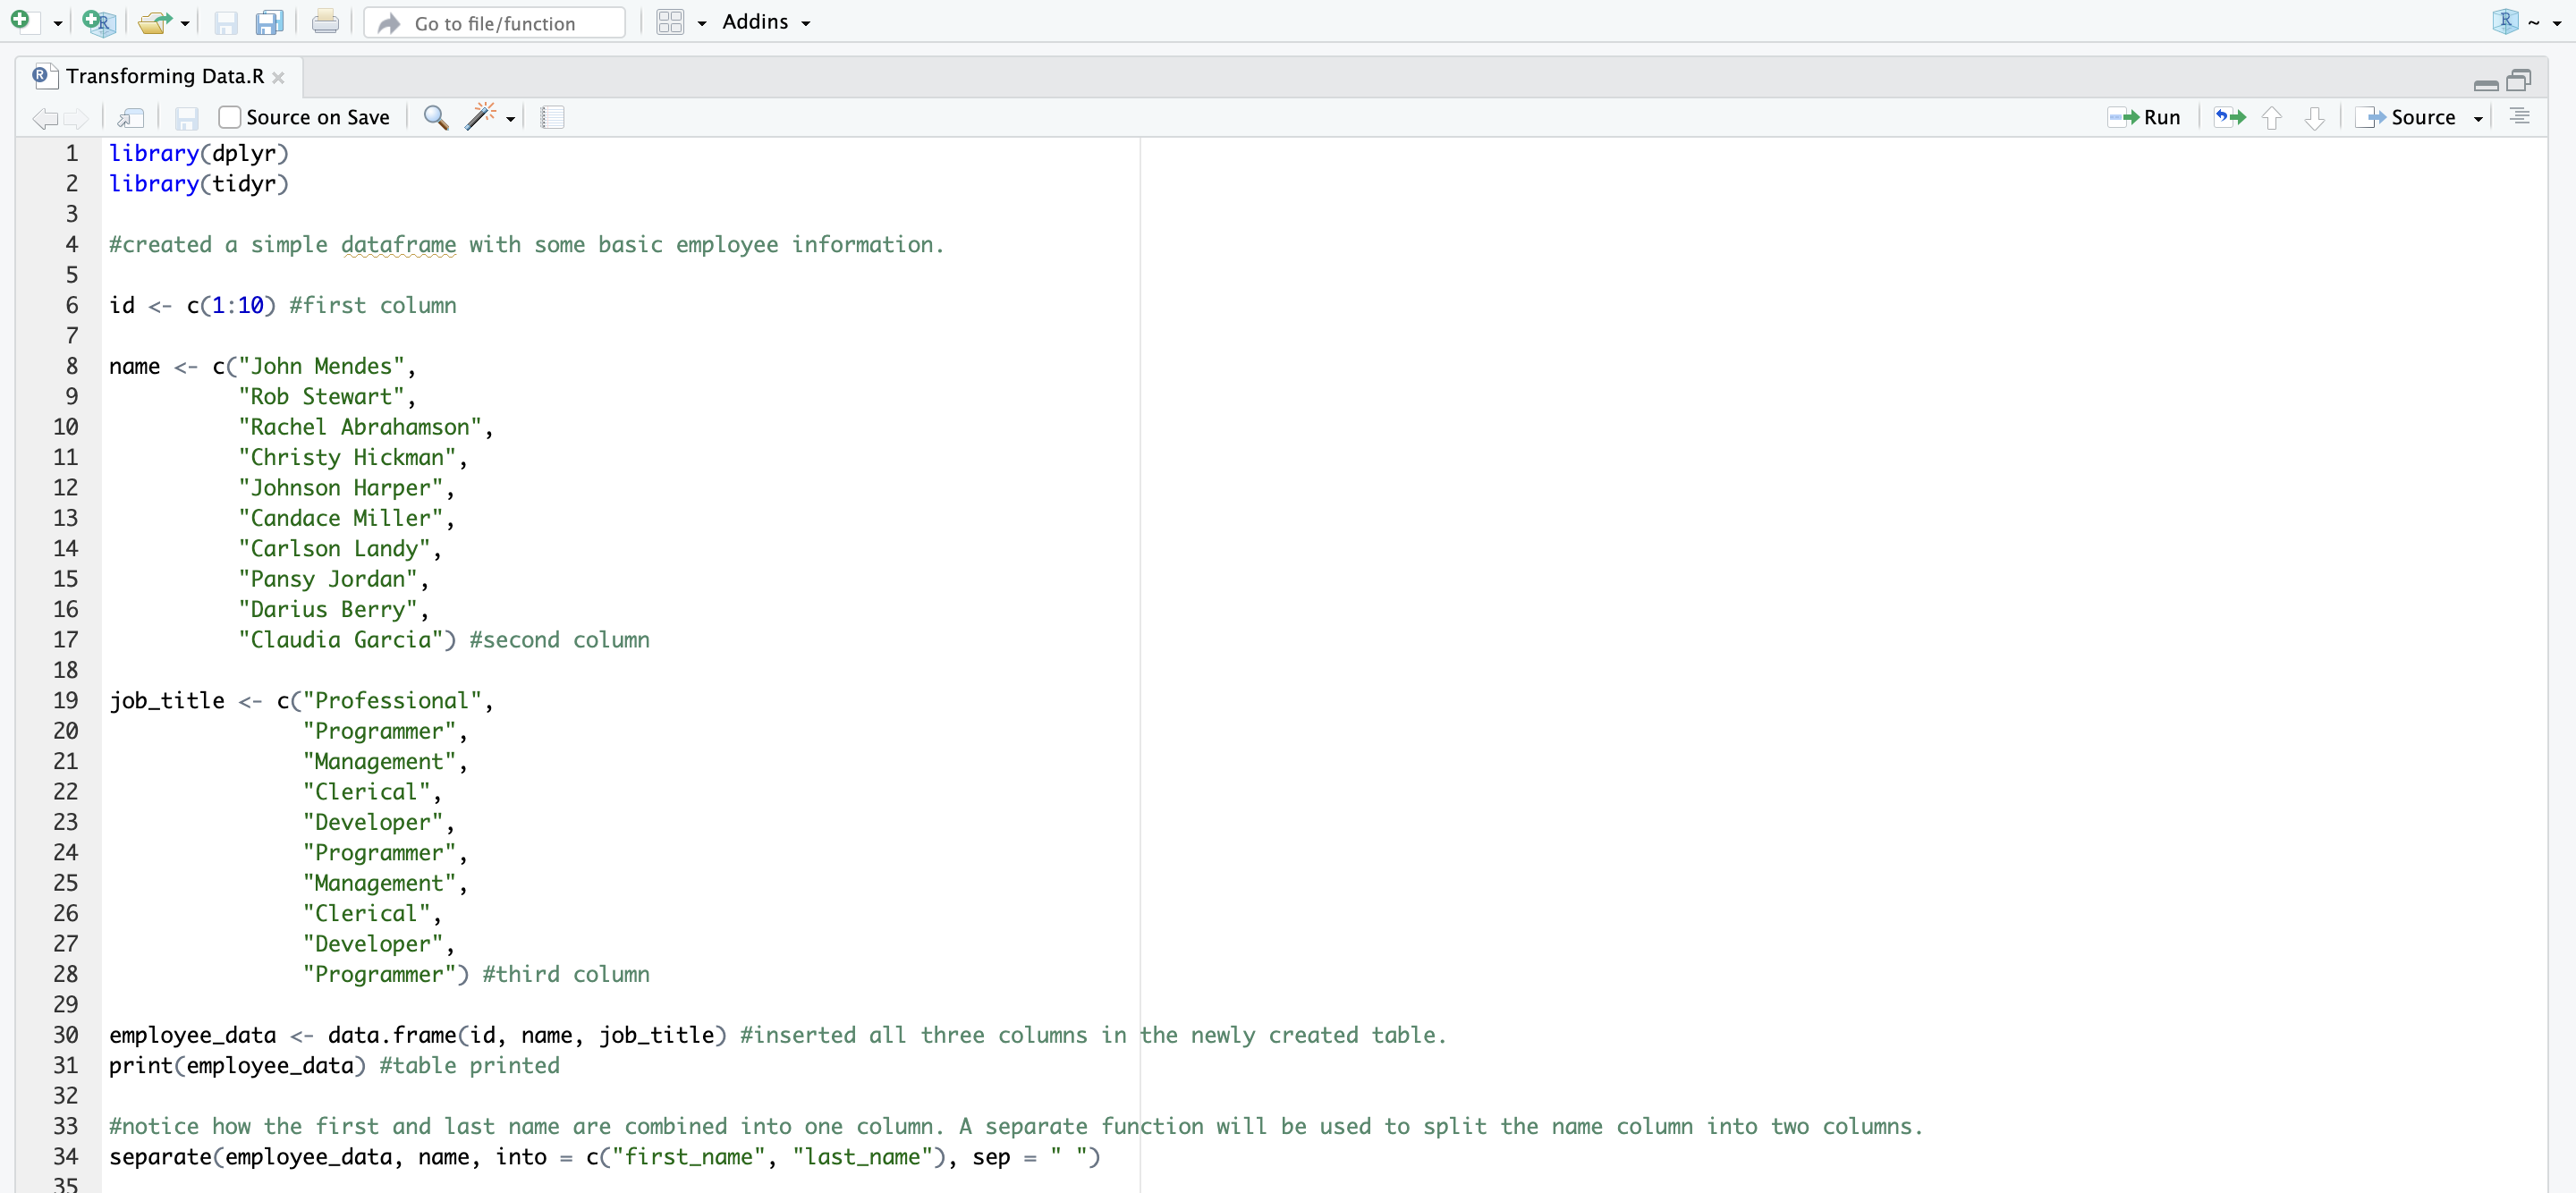 Go to file/function Addins R ~
Transforming Data.R
Source on Save Run Source
1 library(dplyr)
2 library(tidyr)
3
4 #created a simple dataframe with some basic employee information.
5
6 id <- c(1:10) #first column
7
8 name <- c("John Mendes",
9 "Rob Stewart",
10 "Rachel Abrahamson",
11 "Christy Hickman",
12 "Johnson Harper",
13 "Candace Miller",
14 "Carlson Landy",
15 "Pansy Jordan",
16 "Darius Berry",
17 "Claudia Garcia") #second column
18
19 job_title <- c("Professional",
20 "Programmer",
21 "Management",
22 "Clerical",
23 "Developer",
24 "Programmer",
25 "Management",
26 "Clerical",
27 "Developer",
28 "Programmer") #third column
29
30 employee_data <- data.frame(id, name, job_title) #inserted all three columns in the newly created table.
31 print(employee_data) #table printed
32
33 #notice how the first and last name are combined into one column. A separate function will be used to split the name column into two columns.
34 separate(employee_data, name, into = c("first_name", "last_name"), sep = " ")
35